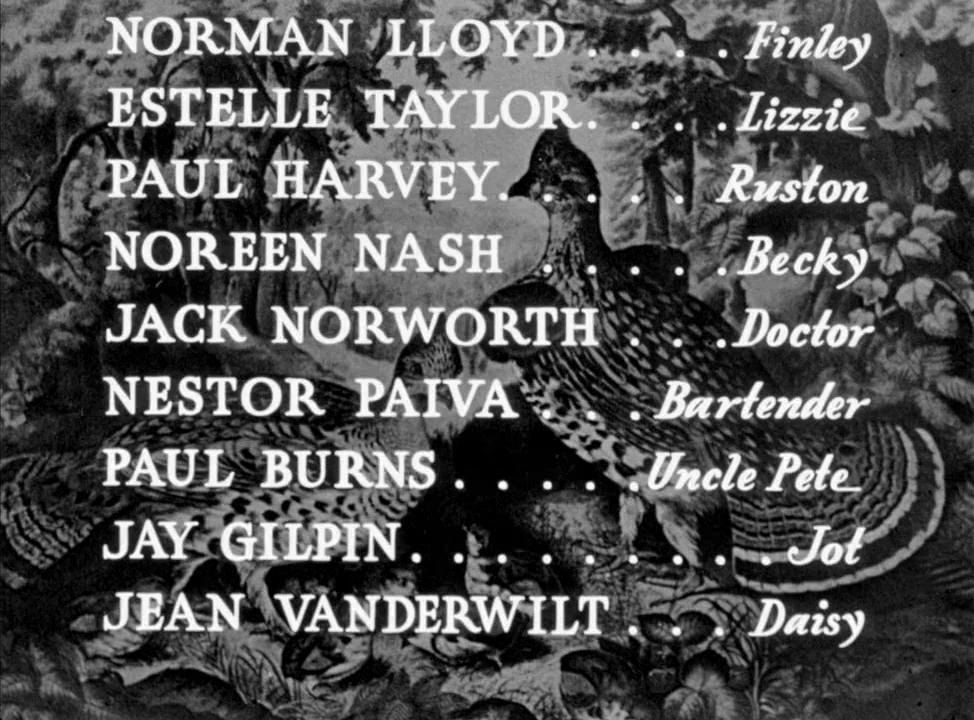 NORMAN LLOYD . . . . Finley
ESTELLE TAYLOR. . . . .Lizzie
PAUL HARVEY. . . . . Ruston
NOREEN NASH . . . . .Becky
JACK NORWORTH . . .Doctor
NESTOR PAIVA . . . Bartender
PAUL BURNS . . . . .Uncle Pete
JAY GILPIN . . . . . . . . .Jot
JEAN VANDERWILT . . . Daisy